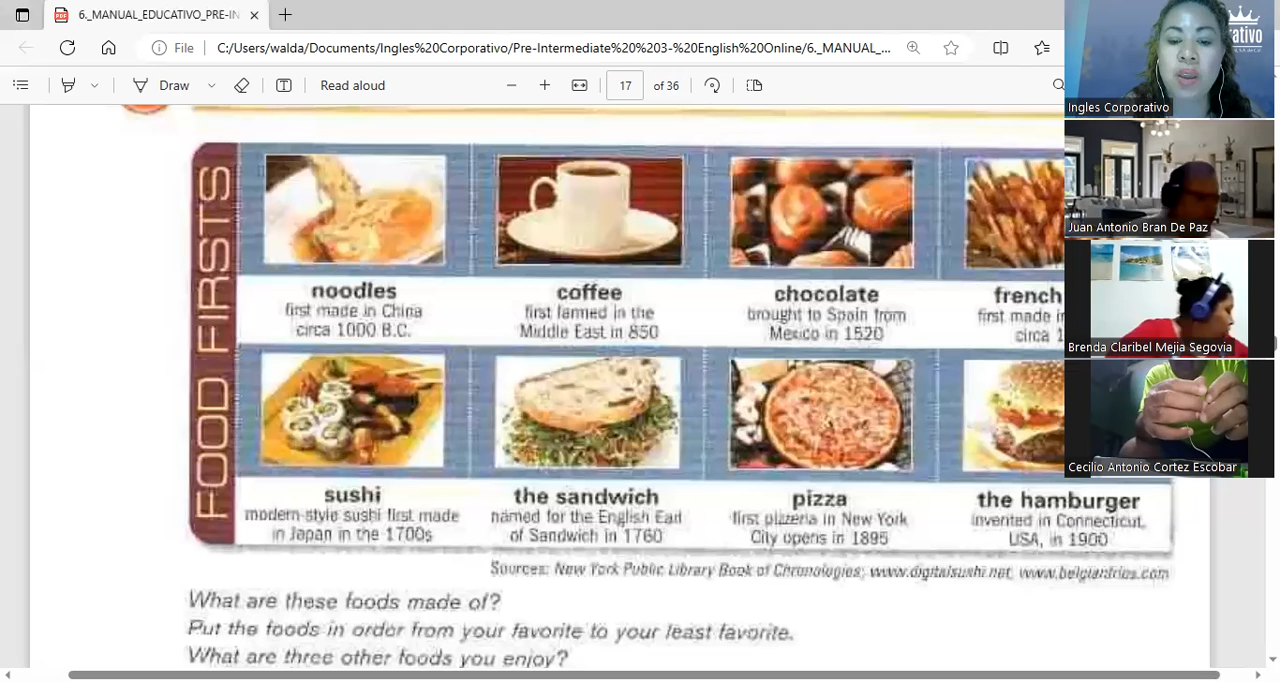 6._MANUAL_EDUCATIVO_PRE-IN
File
C:/Users/walda/Documents/Ingles%20Corporativo/Pre-Intermediate%20%203-%20English%20Online/6._MANUAL_...
Draw
Read aloud
17
of 36
rativo
Ingles Corporativo
Juan Antonio Bran De Paz
Brenda Claribel Mejia Segovia
Cecilio Antonio Cortez Escobar
FOOD FIRSTS
noodles
first made in China
circa 1000 B.C.
coffee
first farmed in the
Middle East in 850
chocolate
brought to Spain from
Mexico in 1520
french
first made i
circa 1
sushi
modern-style sushi first made
in Japan in the 1700s
the sandwich
named for the English Earl
of Sandwich in 1760
pizza
first pizzeria in New York
City opens in 1895
the hamburger
invented in Connecticut,
USA, in 1900
Sources: New York Public Library Book of Chronologies; www.digitalsushi.net, www.belgianfries.com
What are these foods made of?
Put the foods in order from your favorite to your least favorite.
What are three other foods you enjoy?